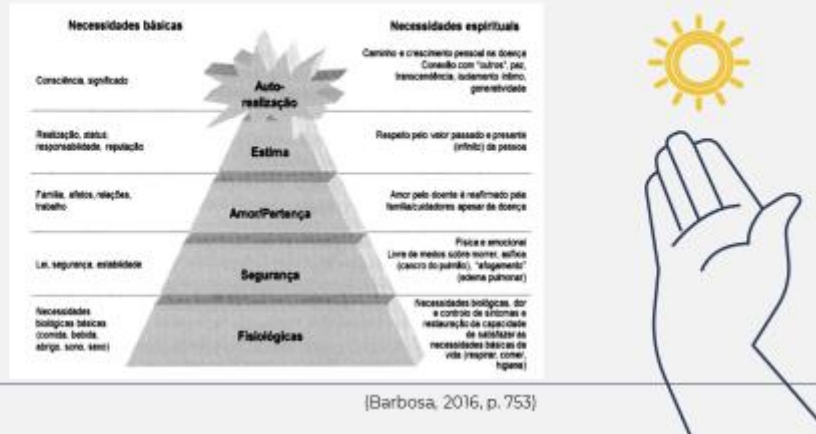 Necessidades básicas
Necessidades espirituais
Consciência, significado
Auto-
realização
Caminho e crescimento pessoal na doença
Conexão com "outros", paz,
transcendência, isolamento íntimo,
generatividade
Realização, status,
responsabilidade, reputação
Estima
Respeito pelo valor passado e presente
(infinito) da pessoa
Família, afetos, relações,
trabalho
Amor/Pertença
Amor pelo doente é reafirmado pela
família/cuidadores apesar da doença
Lei, segurança, estabilidade
Segurança
Física e emocional
Livre de medos sobre morrer, asfixia
(cancro do pulmão), "afogamento"
(edema pulmonar)
Necessidades
biológicas básicas
(comida, bebida,
abrigo, sono, sexo)
Fisiológicas
Necessidades biológicas, dor
e controlo de sintomas e
restauração da capacidade
de satisfazer as
necessidades básicas de
vida (respirar, comer,
higiene)
(Barbosa, 2016, p. 753)